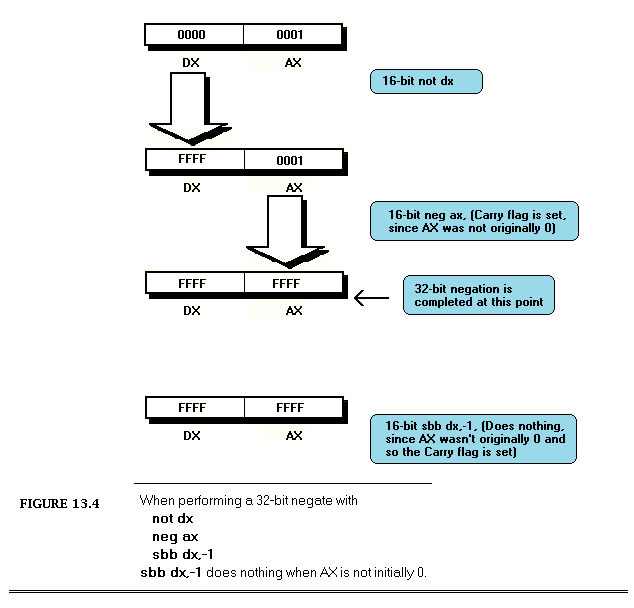 0000 0001
DX AX
16-bit not dx
FFFF 0001
DX AX
16-bit neg ax, (Carry flag is set,
since AX was not originally 0)
FFFF FFFF
DX AX
32-bit negation is
completed at this point
FFFF FFFF
DX AX
16-bit sbb dx,-1, (Does nothing,
since AX wasn't originally 0 and
so the Carry flag is set)
FIGURE 13.4
When performing a 32-bit negate with
not dx
neg ax
sbb dx,-1
sbb dx,-1 does nothing when AX is not initially 0.